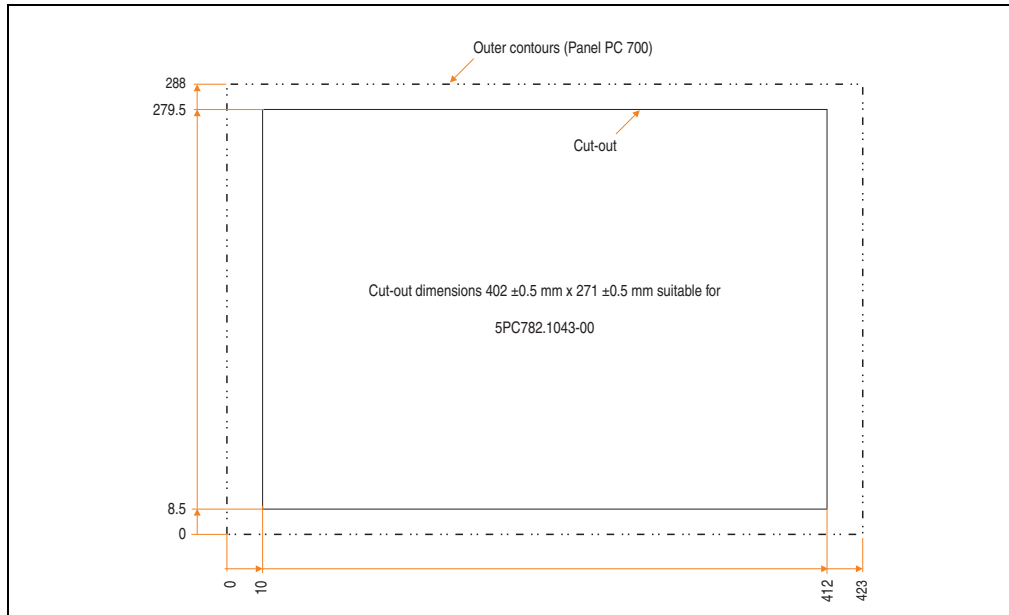 Outer contours (Panel PC 700)
288
279.5
Cut-out
Cut-out dimensions 402 ±0.5 mm x 271 ±0.5 mm suitable for
5PC782.1043-00
8.5
0
0
10
412
423